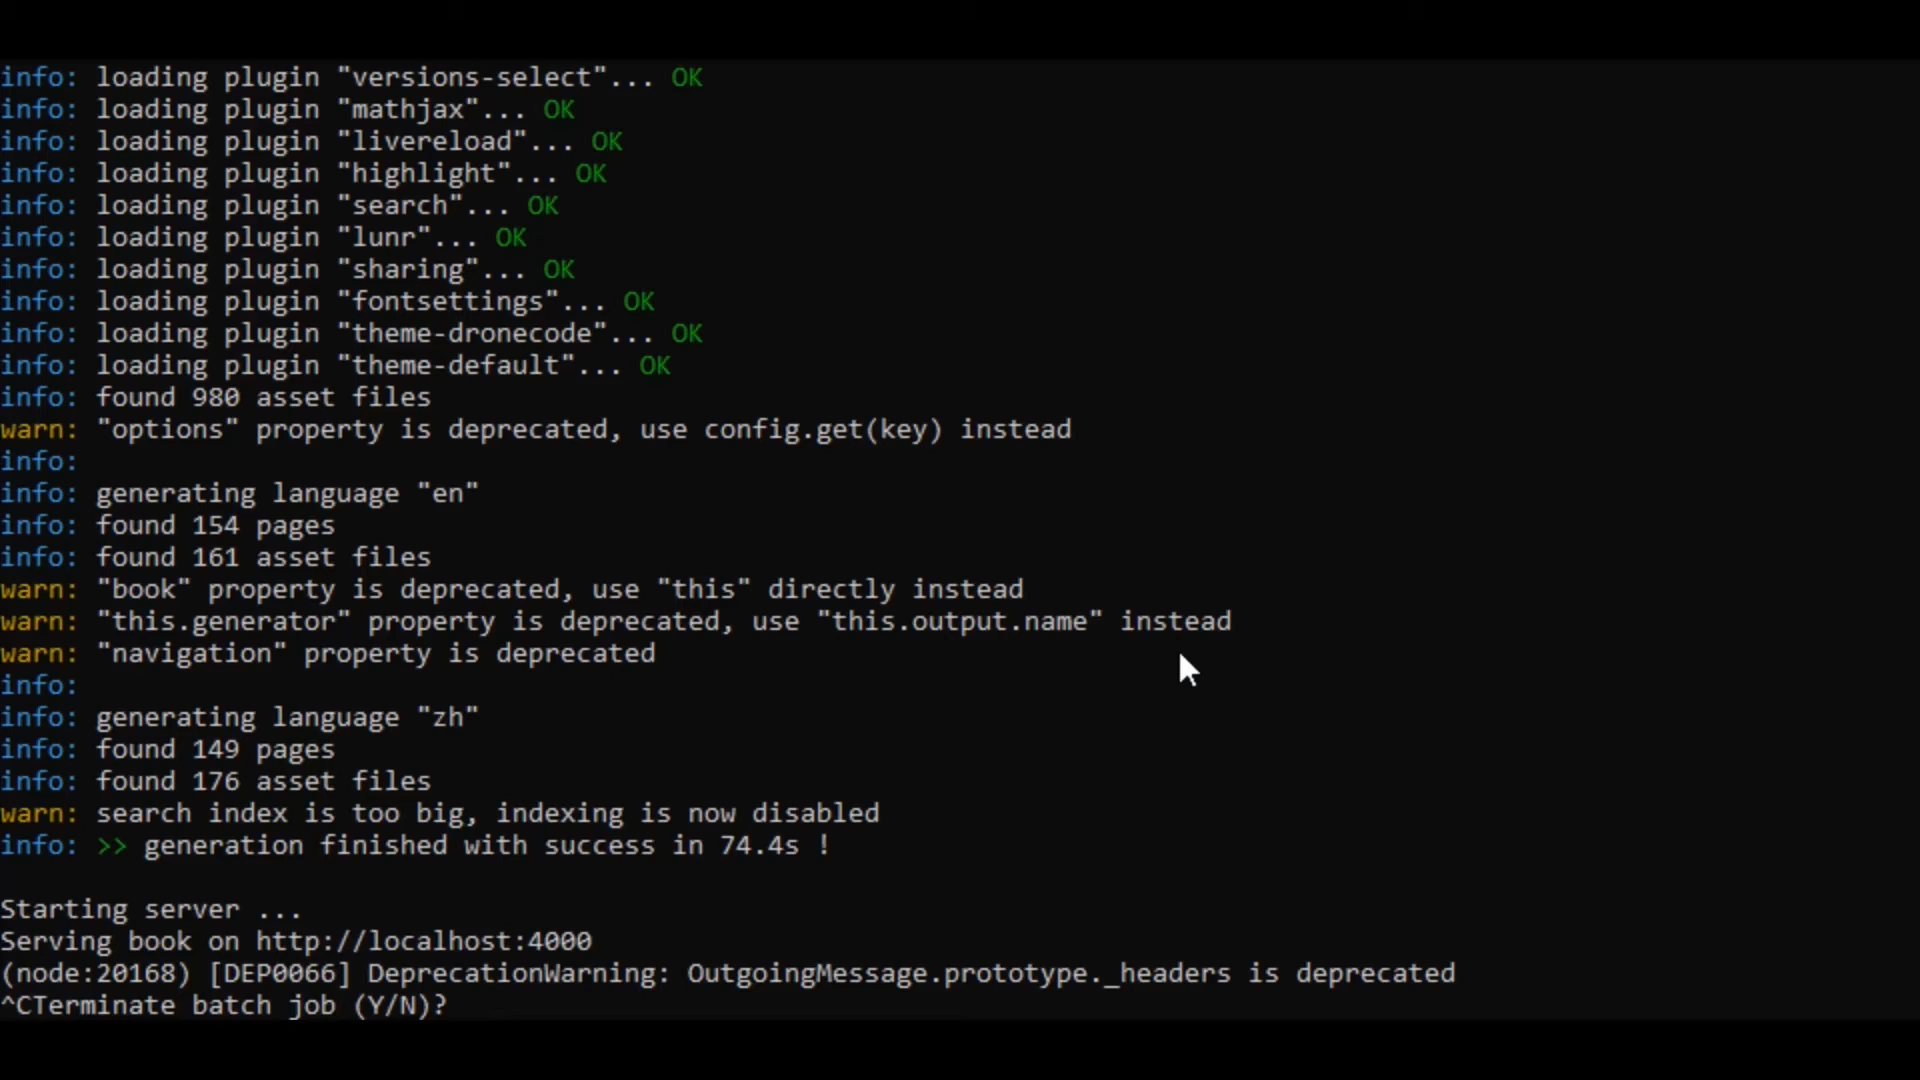 info: loading plugin "versions-select"... OK
info: loading plugin "mathjax"... OK
info: loading plugin "livereload"... OK
info: loading plugin "highlight"... OK
info: loading plugin "search"... OK
info: loading plugin "lunr"... OK
info: loading plugin "sharing"... OK
info: loading plugin "fontsettings"... OK
info: loading plugin "theme-dronecode"... OK
info: loading plugin "theme-default"... OK
info: found 980 asset files
warn: "options" property is deprecated, use config.get(key) instead
info:
info: generating language "en"
info: found 154 pages
info: found 161 asset files
warn: "book" property is deprecated, use "this" directly instead
warn: "this.generator" property is deprecated, use "this.output.name" instead
warn: "navigation" property is deprecated
info:
info: generating language "zh"
info: found 149 pages
info: found 176 asset files
warn: search index is too big, indexing is now disabled
info: >> generation finished with success in 74.4s !
Starting server ...
Serving book on http://localhost:4000
(node:20168) [DEP0066] DeprecationWarning: OutgoingMessage.prototype._headers is deprecated
^CTerminate batch job (Y/N)?